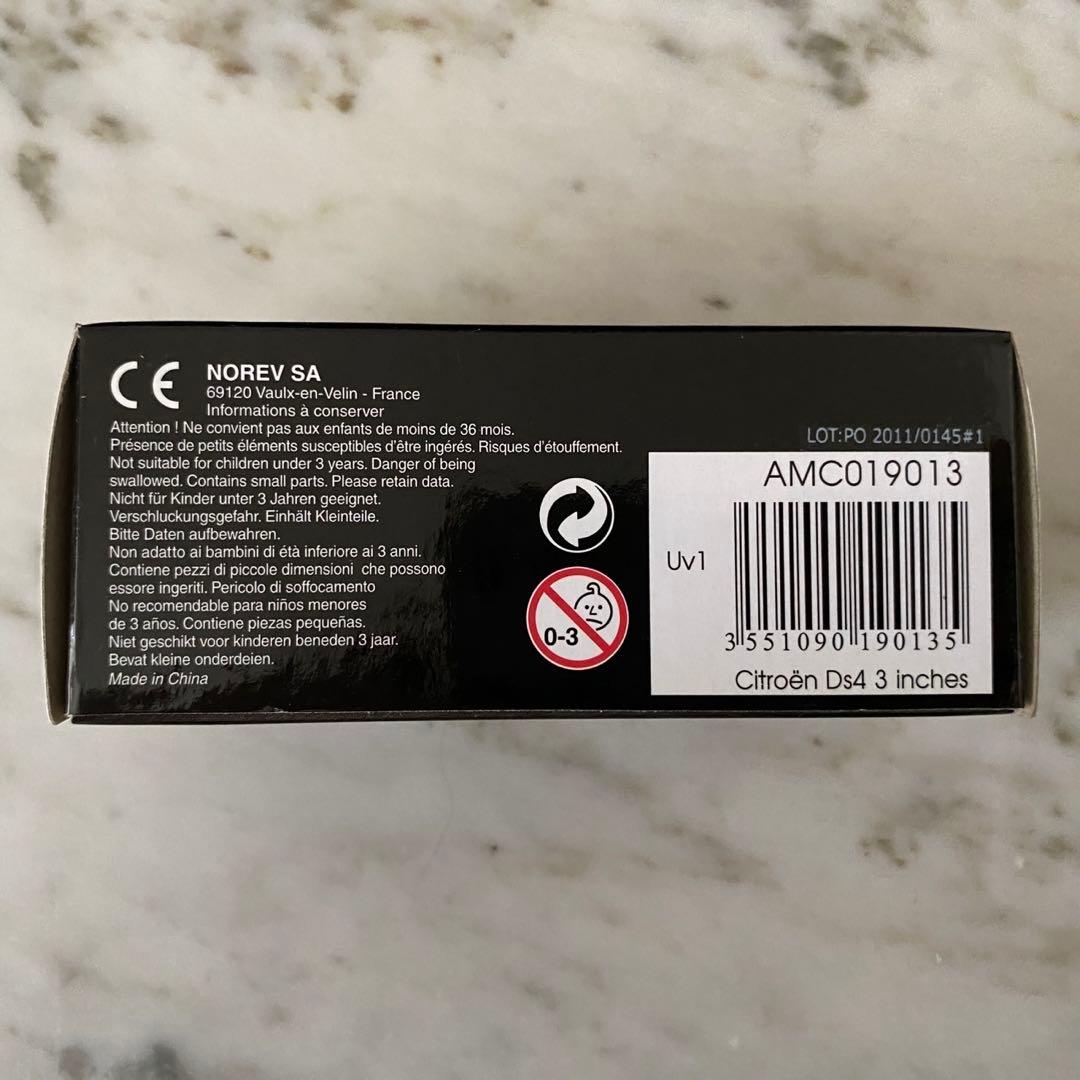 CE
NOREV SA
69120 Vaulx-en-Velin - France
Informations à conserver
Attention ! Ne convient pas aux enfants de moins de 36 mois.
Présence de petits éléments susceptibles d'être ingérés. Risques d'étouffement.
Not suitable for children under 3 years. Danger of being
swallowed. Contains small parts. Please retain data.
Nicht für Kinder unter 3 Jahren geeignet.
Verschluckungsgefahr. Einhält Kleinteile.
Bitte Daten aufbewahren.
Non adatto ai bambini di étà inferiore ai 3 anni.
Contiene pezzi di piccole dimensioni che possono
essore ingeriti. Pericolo di soffocamento
No recomendable para niños menores
de 3 años. Contiene piezas pequeñas.
Niet geschikt voor kinderen beneden 3 jaar.
Bevat kleine onderdeien.
Made in China
0-3
LOT:PO 2011/0145#1
AMC019013
Uv1
3 551090 190135
Citroën Ds4 3 inches